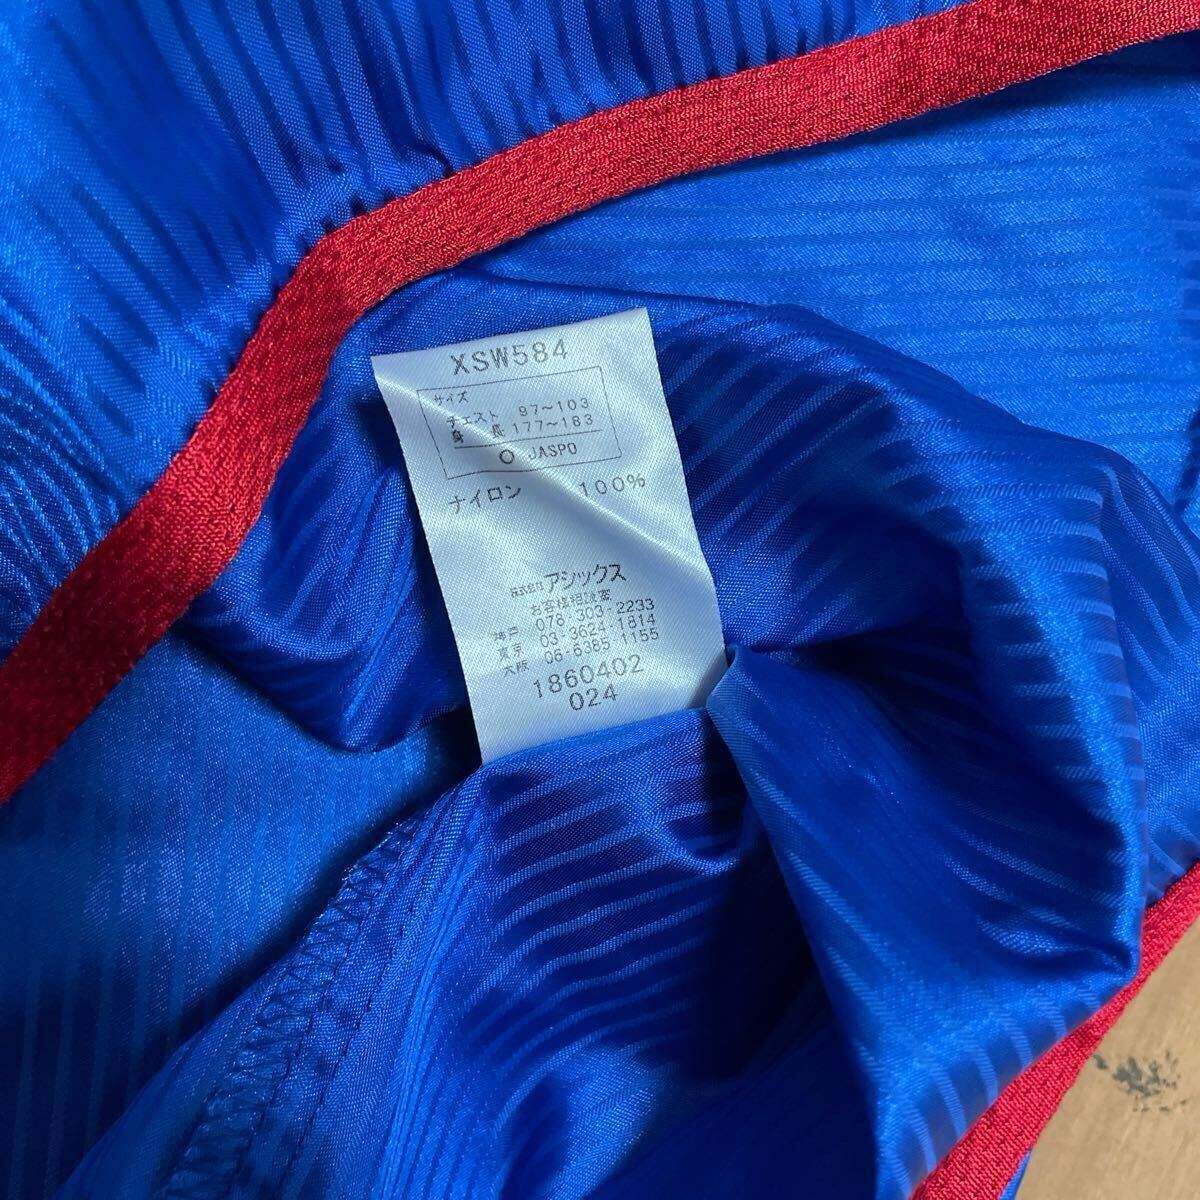 XSW584
サイズ
チェスト 97～103
身長 177～183
O JASPO
ナイロン 100%
株式会社アシックス
お客様相談室
神戸 078-303-2233
東京 03-3624-1814
大阪 06-6385-1155
1860402
024